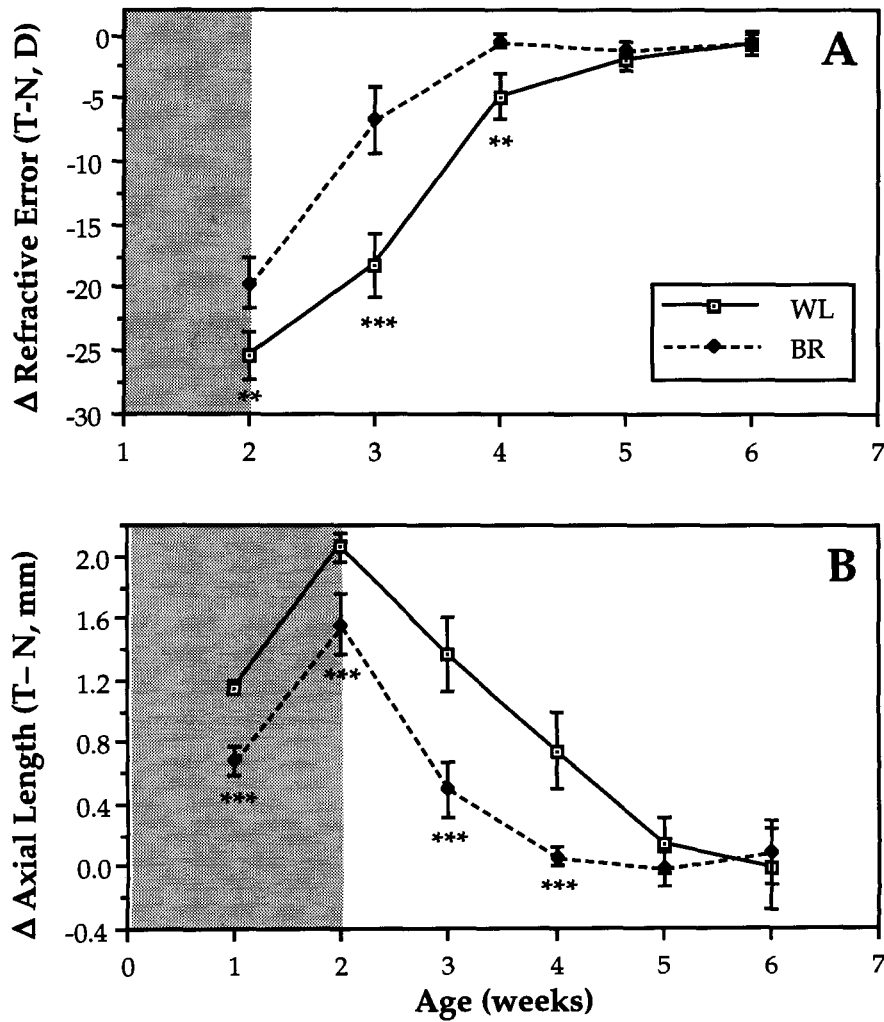 A
Δ Refractive Error (T-N, D)
0
-5
-10
-15
-20
-25
-30
**
***
**
WL
BR
1 2 3 4 5 6 7
B
Δ Axial Length (T– N, mm)
2.0
1.6
1.2
0.8
0.4
0.0
-0.4
***
***
***
***
0 1 2 3 4 5 6 7
Age (weeks)